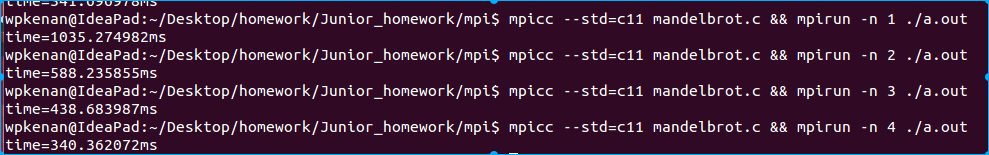 time=341.696978ms
wpkenan@IdeaPad:~/Desktop/homework/Junior_homework/mpi$ mpicc --std=c11 mandelbrot.c && mpirun -n 1 ./a.out
time=1035.274982ms
wpkenan@IdeaPad:~/Desktop/homework/Junior_homework/mpi$ mpicc --std=c11 mandelbrot.c && mpirun -n 2 ./a.out
time=588.235855ms
wpkenan@IdeaPad:~/Desktop/homework/Junior_homework/mpi$ mpicc --std=c11 mandelbrot.c && mpirun -n 3 ./a.out
time=438.683987ms
wpkenan@IdeaPad:~/Desktop/homework/Junior_homework/mpi$ mpicc --std=c11 mandelbrot.c && mpirun -n 4 ./a.out
time=340.362072ms